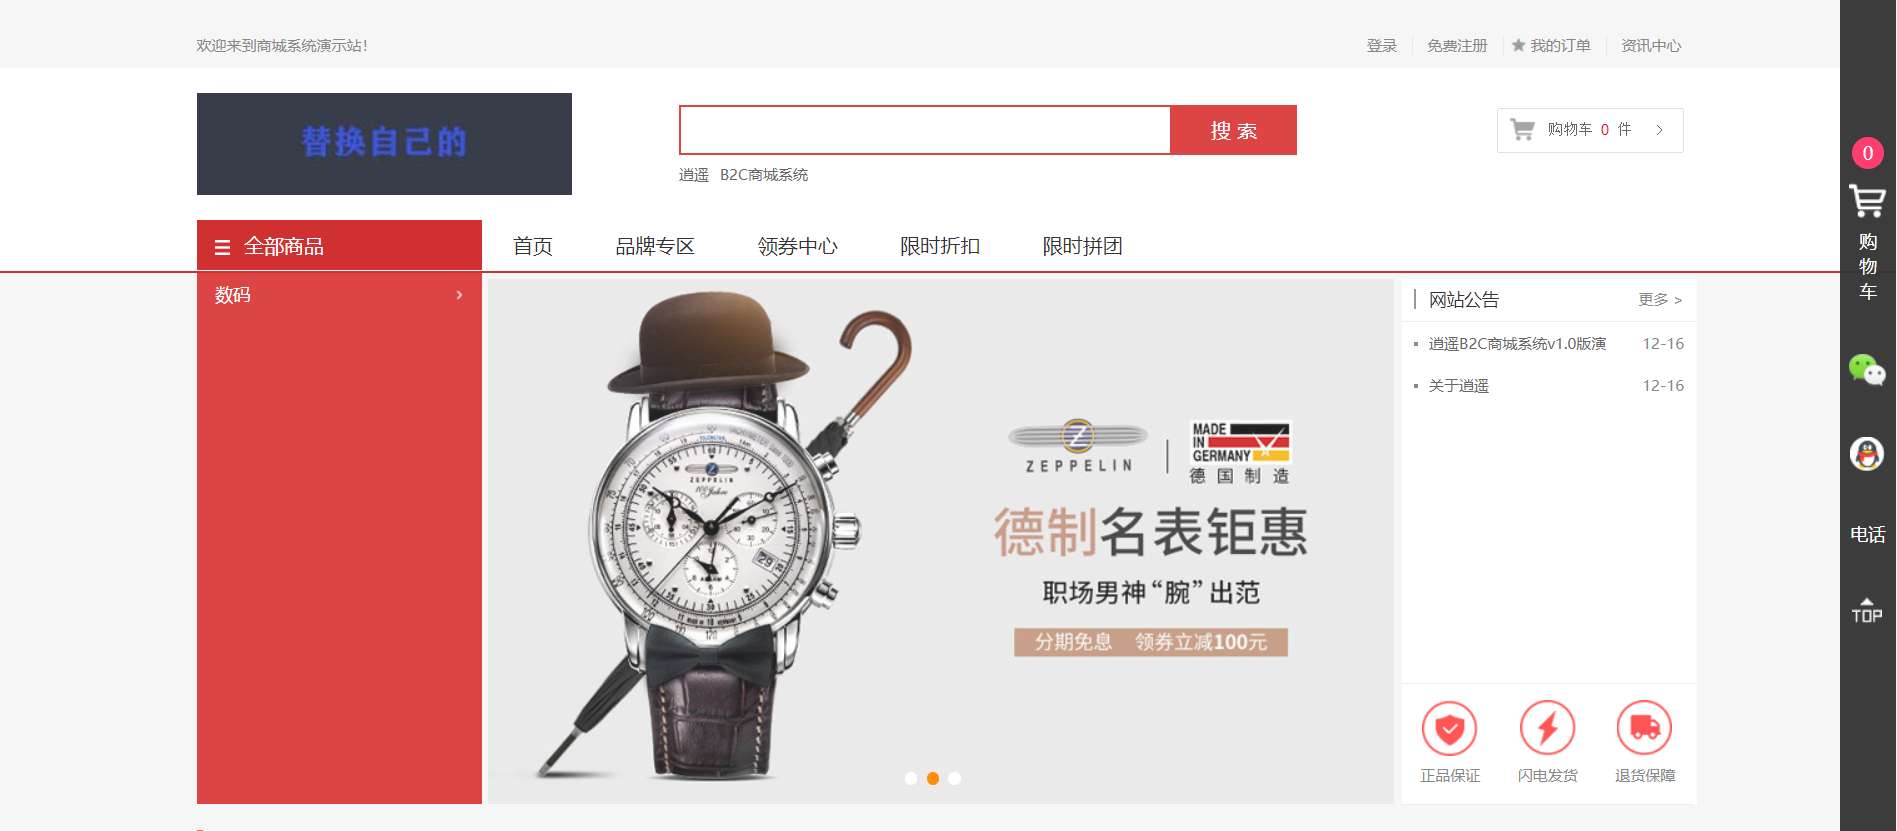 欢迎来到商城系统演示站!
登录 免费注册 我的订单 资讯中心
替换自己的
搜 索
购物车 0 件
逍遥 B2C商城系统
全部商品 首页 品牌专区 领券中心 限时折扣 限时拼团
数码
ZEPPELIN
MADE
IN
GERMANY
德国制造
德制名表钜惠
职场男神“腕”出范
分期免息 领券立减100元
网站公告 更多 >
逍遥B2C商城系统v1.0版演 12-16
关于逍遥 12-16
正品保证 闪电发货 退货保障
0
购
物
车
电话
TOP